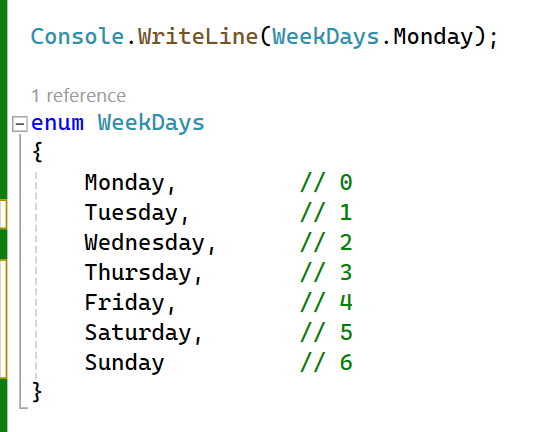 Console.WriteLine(WeekDays.Monday);
1 reference
enum WeekDays
{
Monday, // 0
Tuesday, // 1
Wednesday, // 2
Thursday, // 3
Friday, // 4
Saturday, // 5
Sunday // 6
}